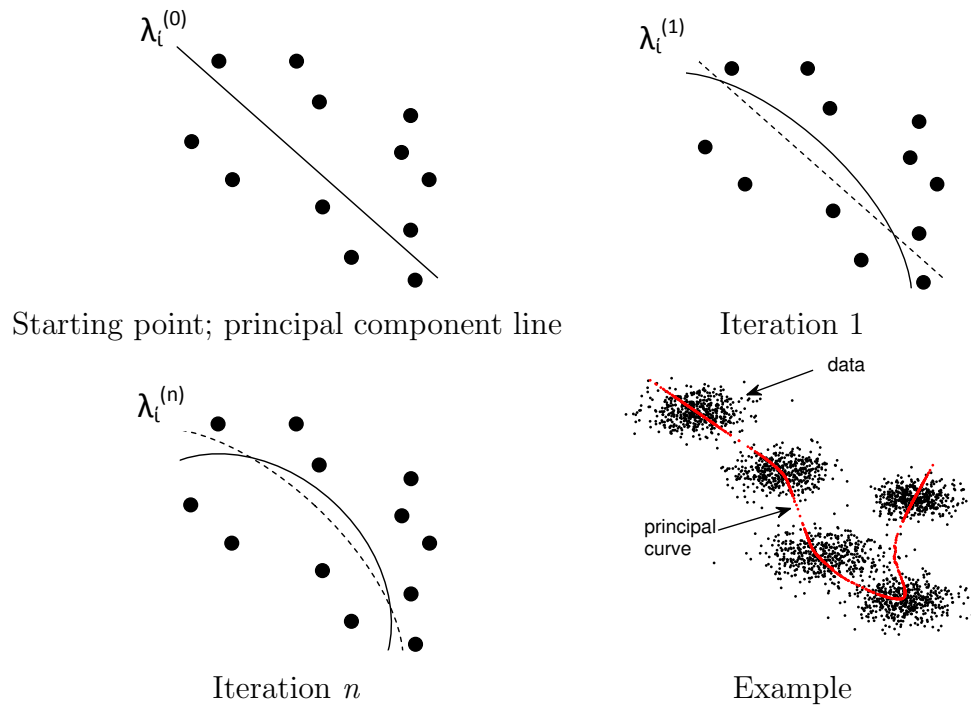 λᵢ⁽⁰⁾
Starting point; principal component line
λᵢ⁽¹⁾
Iteration 1
λᵢ⁽ⁿ⁾
Iteration n
data
principal
curve
Example